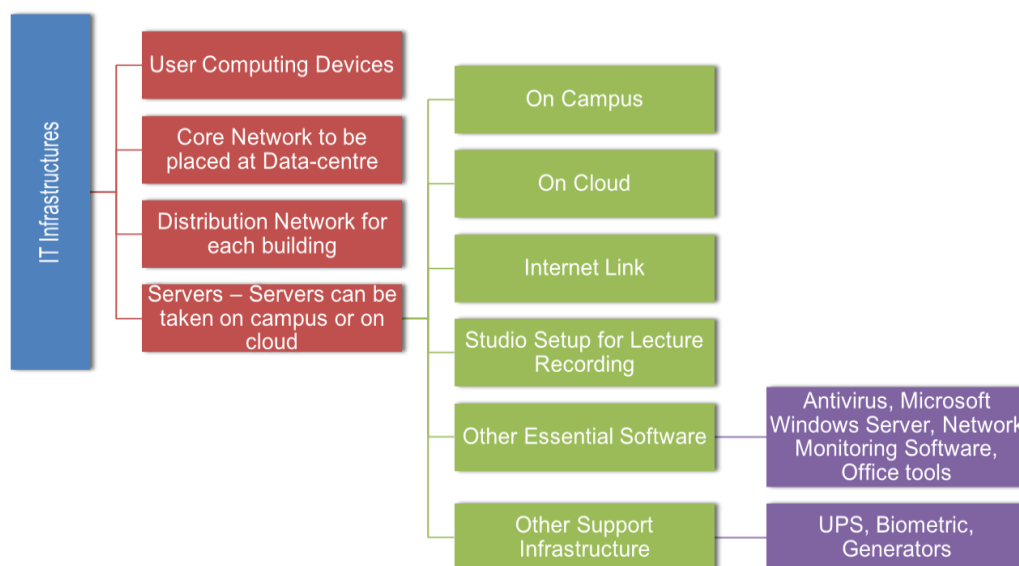 IT Infrastructures
User Computing Devices
Core Network to be
placed at Data-centre
Distribution Network for
each building
Servers – Servers can be
taken on campus or on
cloud
On Campus
On Cloud
Internet Link
Studio Setup for Lecture
Recording
Other Essential Software
Other Support
Infrastructure
Antivirus, Microsoft
Windows Server, Network
Monitoring Software,
Office tools
UPS, Biometric,
Generators